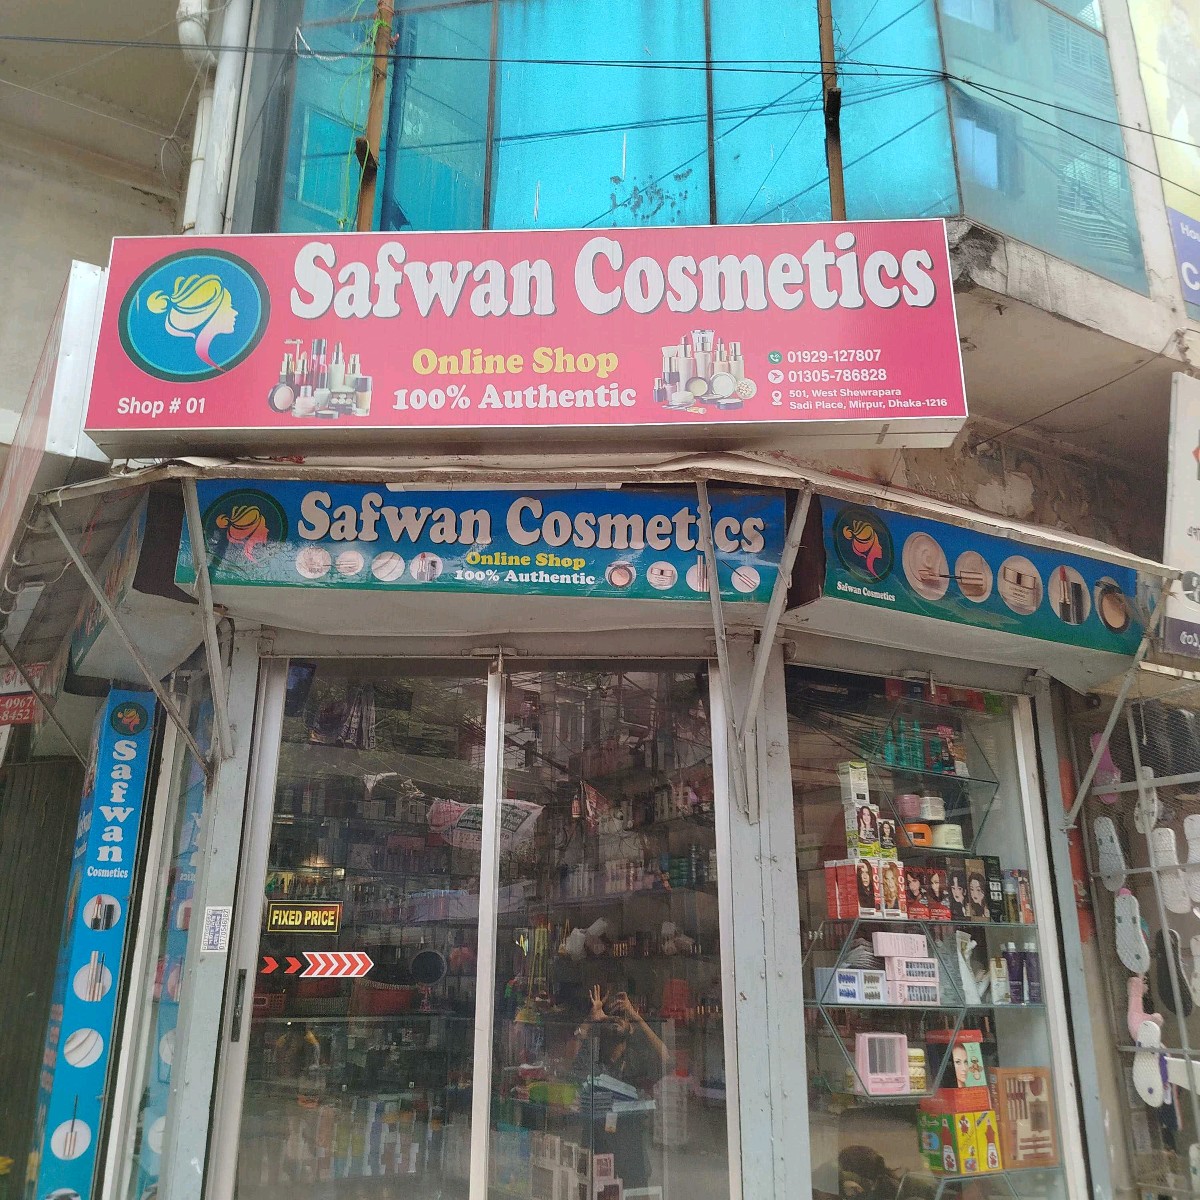 Safwan Cosmetics
Online Shop
100% Authentic
Shop # 01
01929-127807
01305-786828
501, West Shewrapara
Sadi Place, Mirpur, Dhaka-1216
Safwan Cosmetics
Online Shop
100% Authentic
Safwan Cosmetics
Safwan
Cosmetics
FIXED PRICE